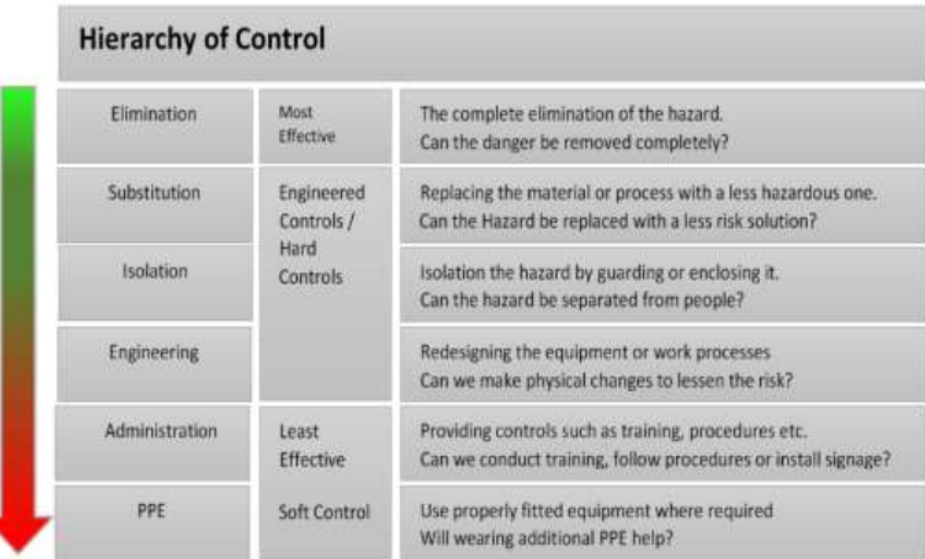 Hierarchy of Control
Elimination
Most
Effective
The complete elimination of the hazard.
Can the danger be removed completely?
Substitution
Engineered
Controls /
Hard
Controls
Replacing the material or process with a less hazardous one.
Can the Hazard be replaced with a less risk solution?
Isolation
Isolation the hazard by guarding or enclosing it.
Can the hazard be separated from people?
Engineering
Redesigning the equipment or work processes
Can we make physical changes to lessen the risk?
Administration
Least
Effective
Providing controls such as training, procedures etc.
Can we conduct training, follow procedures or install signage?
PPE
Soft Control
Use properly fitted equipment where required
Will wearing additional PPE help?